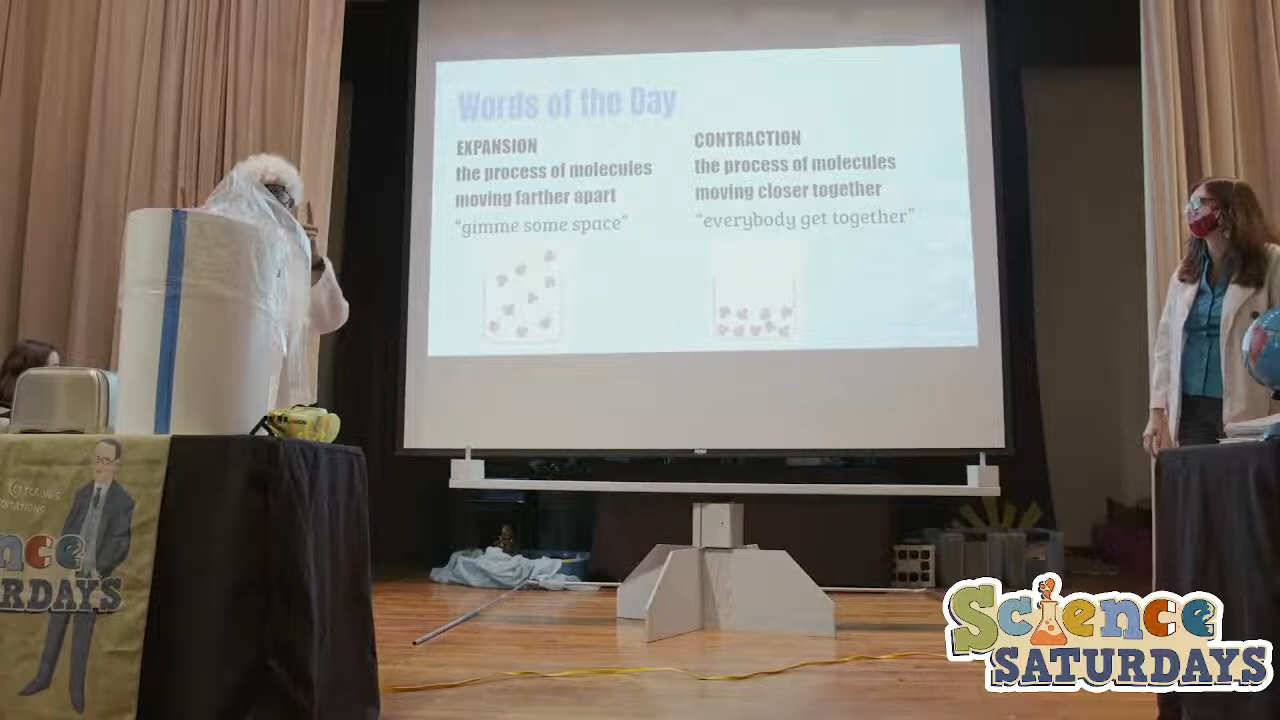 Words of the Day
EXPANSION
the process of molecules
moving farther apart
“gimme some space”
CONTRACTION
the process of molecules
moving closer together
“everybody get together”
KETTERING'S
nce
RDAYS
Science
SATURDAYS